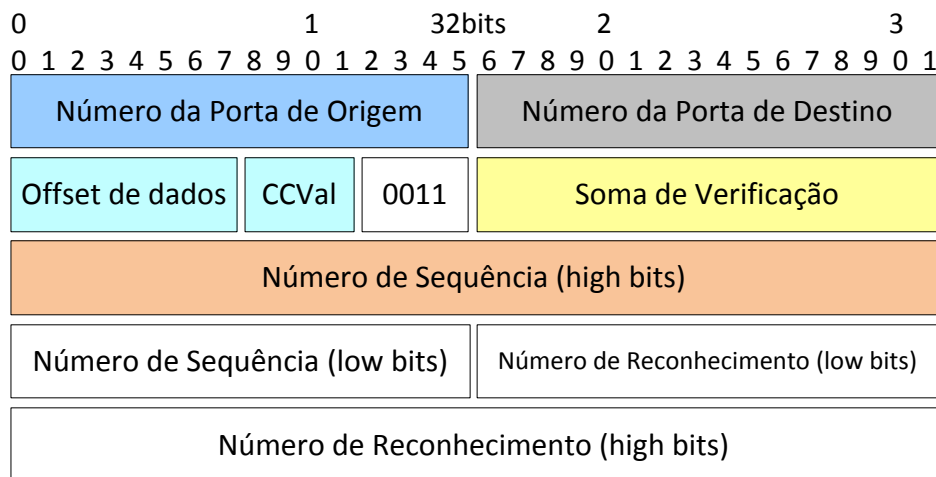 0 1 32bits 2 3
0 1 2 3 4 5 6 7 8 9 0 1 2 3 4 5 6 7 8 9 0 1 2 3 4 5 6 7 8 9 0 1
Número da Porta de Origem Número da Porta de Destino
Offset de dados CCVal 0011 Soma de Verificação
Número de Sequência (high bits)
Número de Sequência (low bits) Número de Reconhecimento (low bits)
Número de Reconhecimento (high bits)